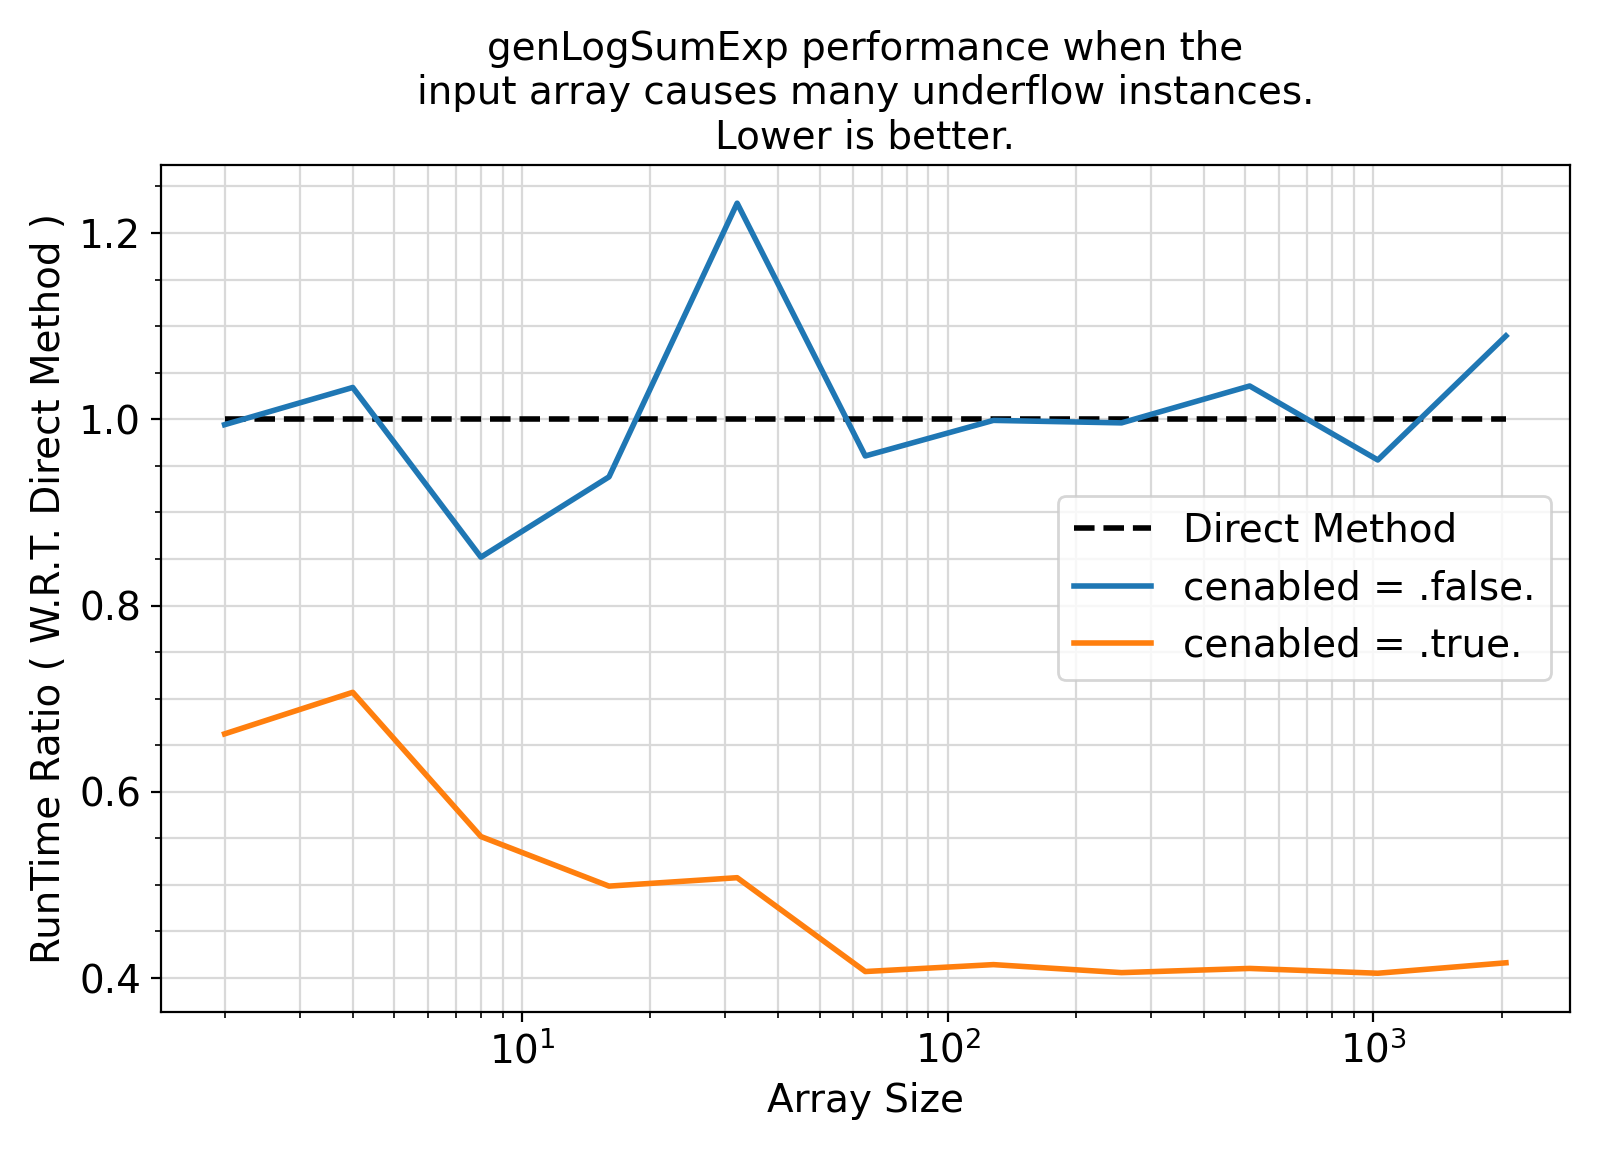 genLogSumExp performance when the
input array causes many underflow instances.
Lower is better.
RunTime Ratio ( W.R.T. Direct Method )
1.2
1.0
0.8
0.6
0.4
Direct Method
cenabled = .false.
cenabled = .true.
10¹ 10² 10³
Array Size